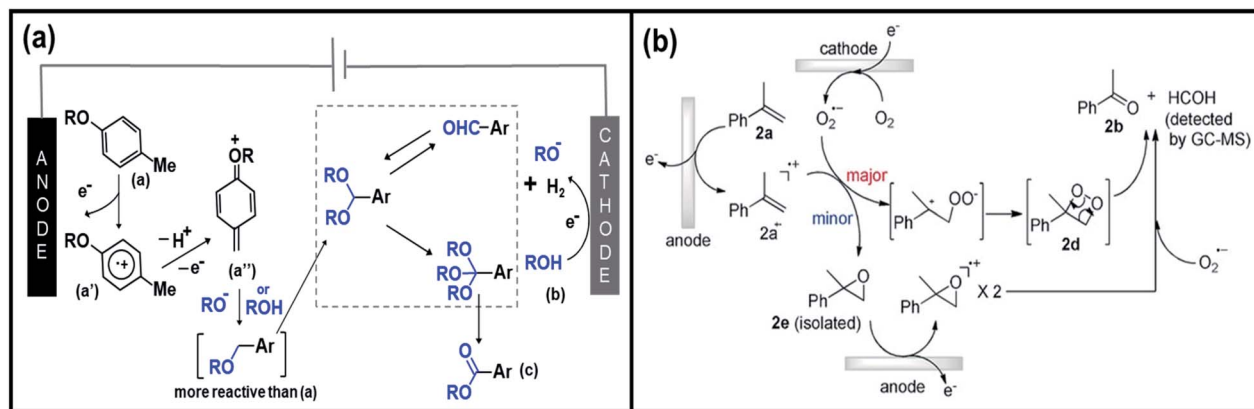 (a)
ANODE
RO
Me
(a)
e⁻
RO
·+
Me
(a')
−H⁺
−e⁻
+
OR
(a'')
RO⁻ or ROH
RO
Ar
more reactive than (a)
OHC−Ar
RO
Ar
RO
RO
RO
Ar
RO
O
RO
Ar
(c)
RO⁻
+ H₂
e⁻
ROH
(b)
CATHODE
(b)
e⁻
cathode
O₂•−
O₂
Ph
2a
e⁻
anode
•+
Ph
2a⁺·
major
minor
OO⁻
+
Ph
O
O
O
Ph
2d
Ph
O
2b
+ HCOH
(detected
by GC-MS)
O₂•−
O
Ph
2e (isolated)
O
•+
Ph
X 2
anode
e⁻